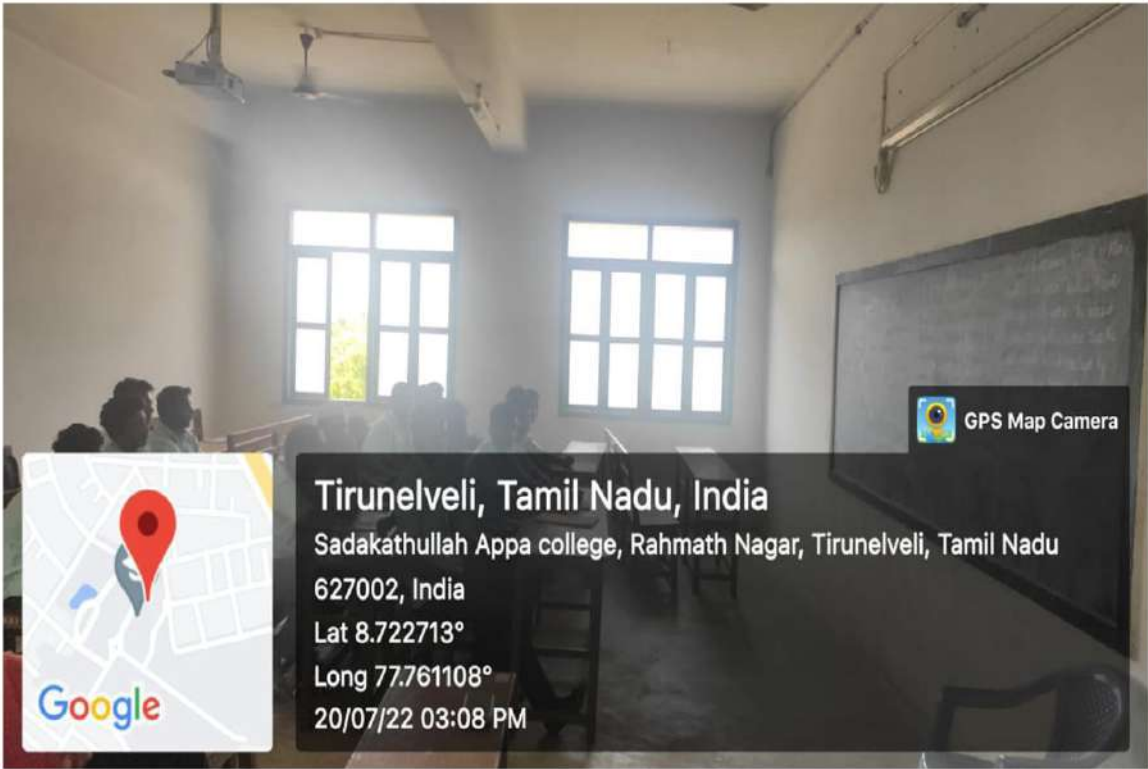 GPS Map Camera
Tirunelveli, Tamil Nadu, India
Sadakathullah Appa college, Rahmath Nagar, Tirunelveli, Tamil Nadu
627002, India
Lat 8.722713°
Long 77.761108°
20/07/22 03:08 PM
Google